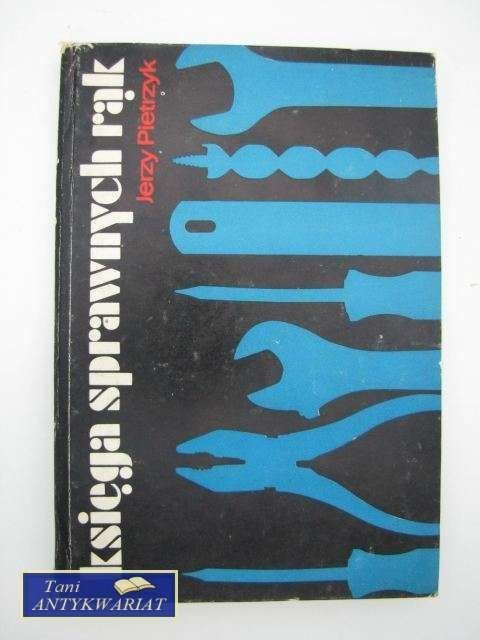 księga sprawnych rąk
Jerzy Pietrzyk
Tani
ANTYKWARIAT